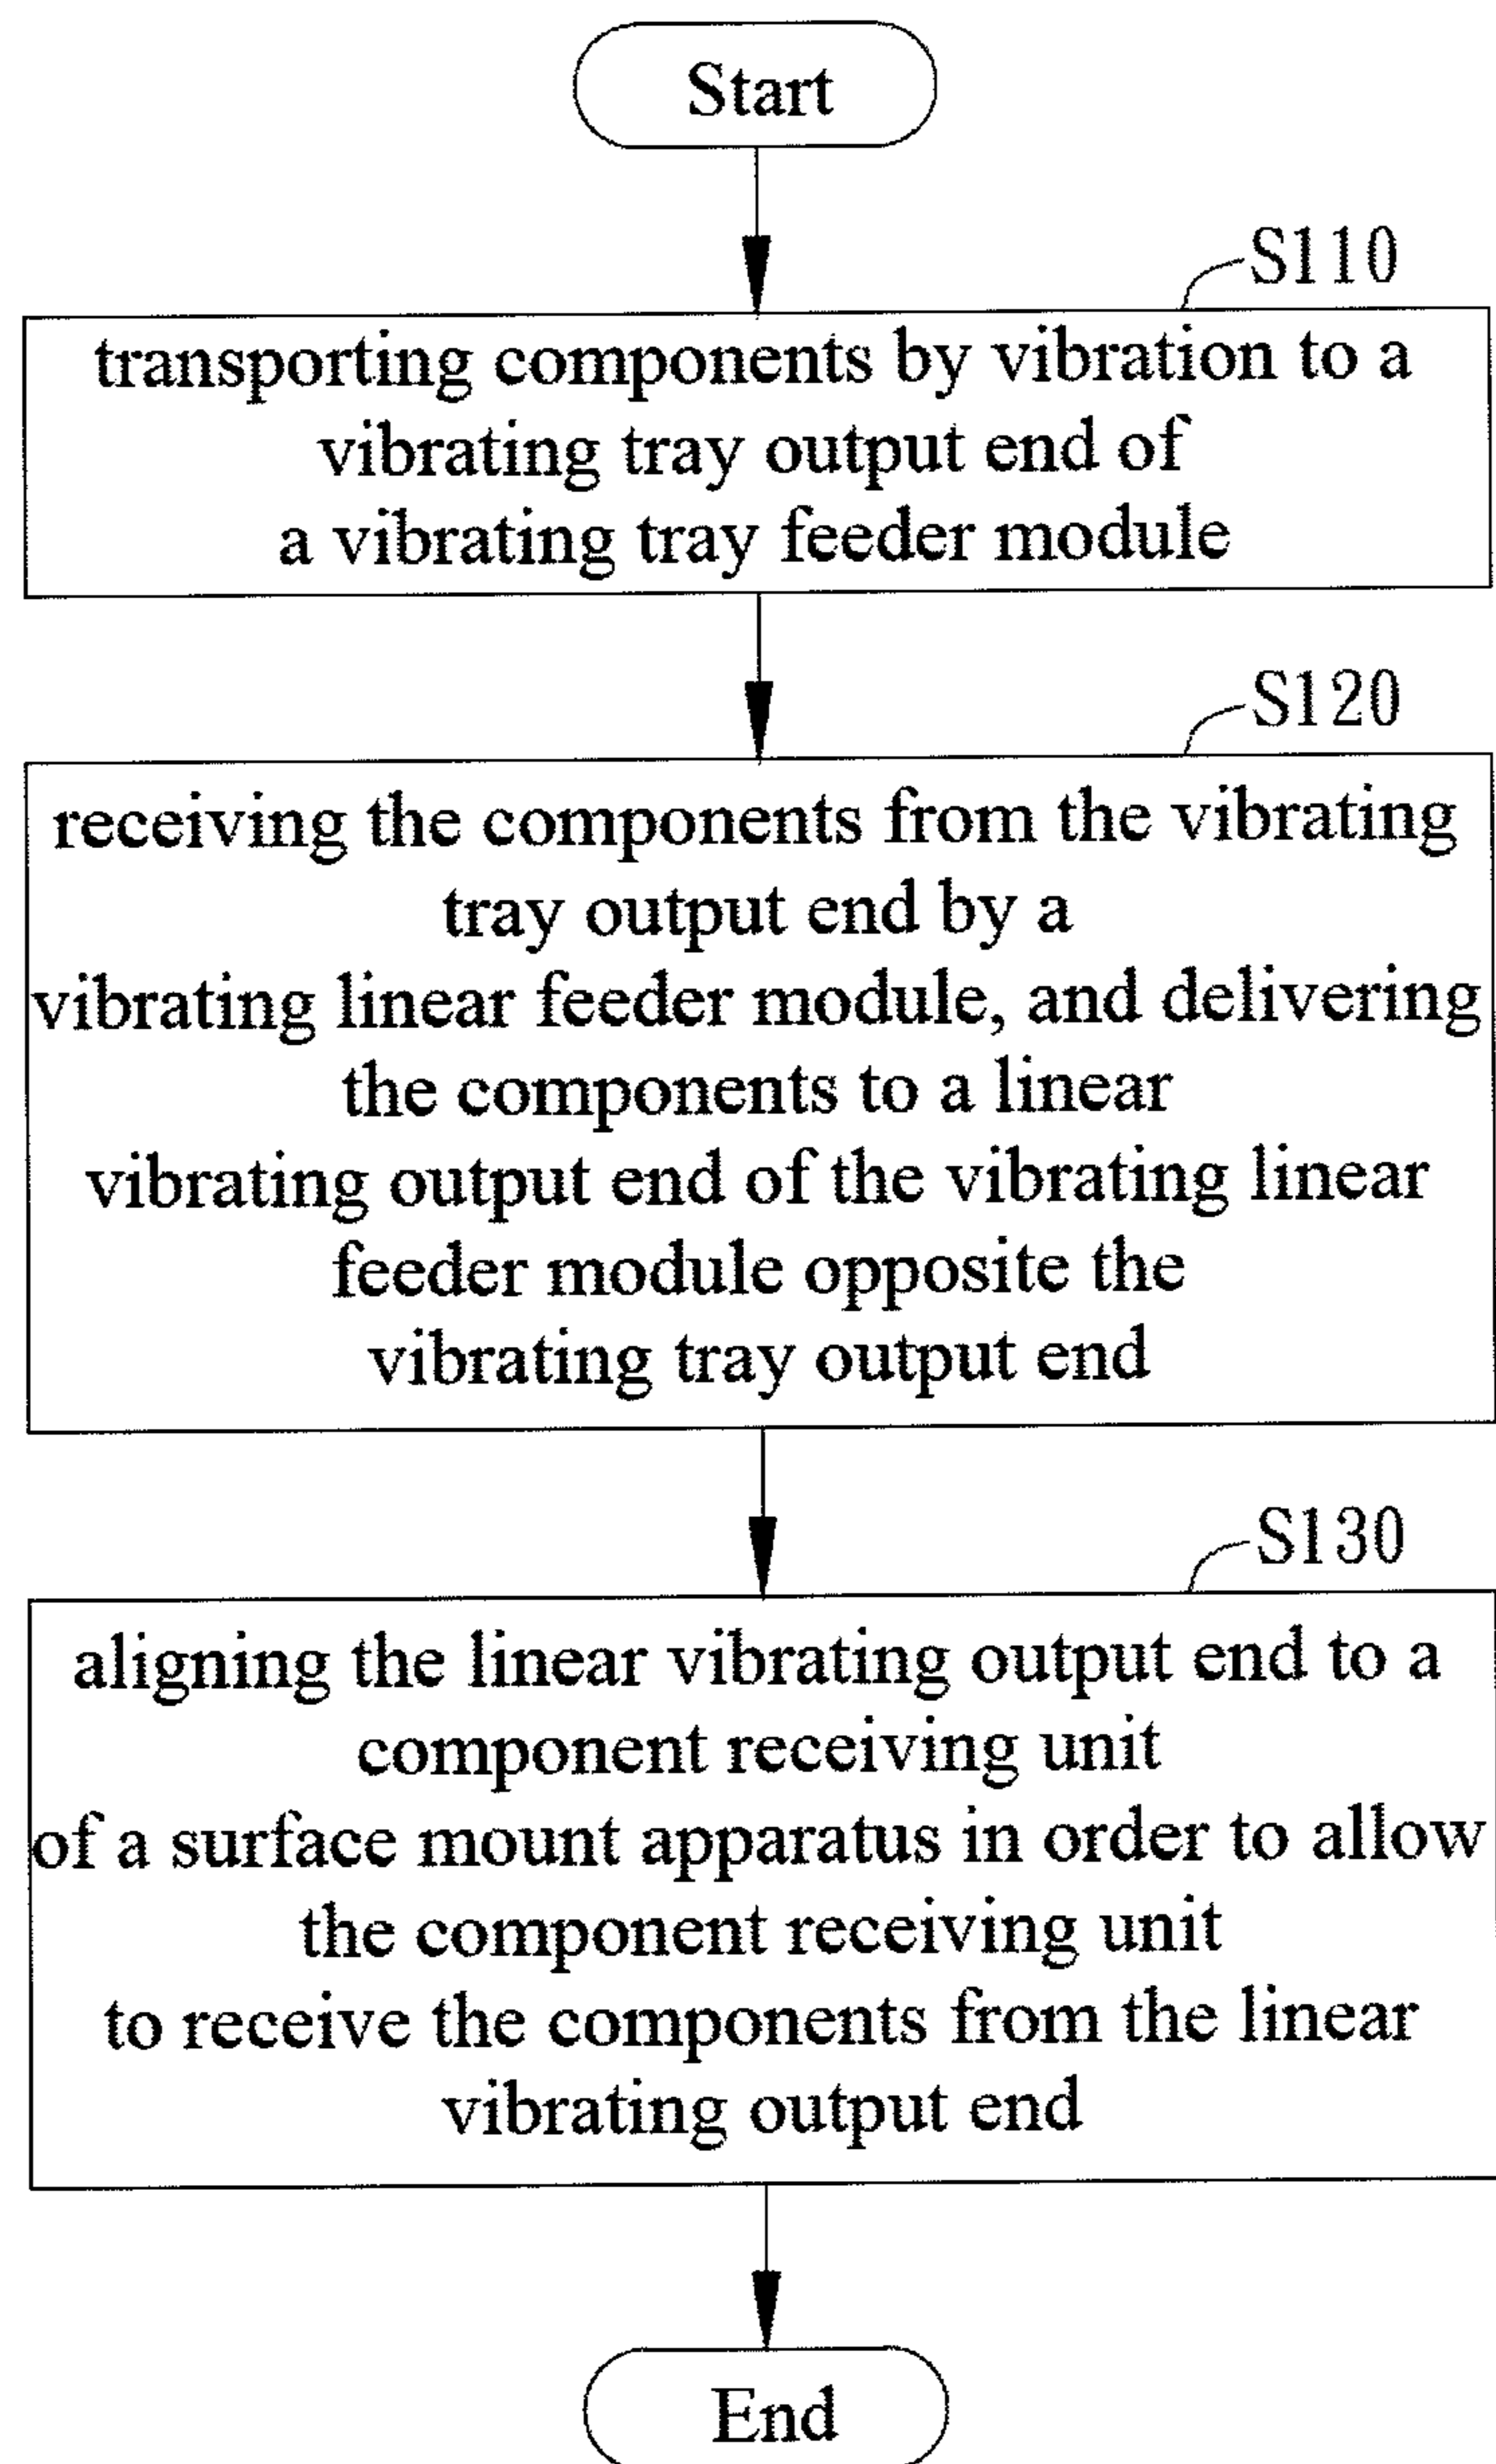 Start
S110
transporting components by vibration to a
vibrating tray output end of
a vibrating tray feeder module
S120
receiving the components from the vibrating
tray output end by a
vibrating linear feeder module, and delivering
the components to a linear
vibrating output end of the vibrating linear
feeder module opposite the
vibrating tray output end
S130
aligning the linear vibrating output end to a
component receiving unit
of a surface mount apparatus in order to allow
the component receiving unit
to receive the components from the linear
vibrating output end
End